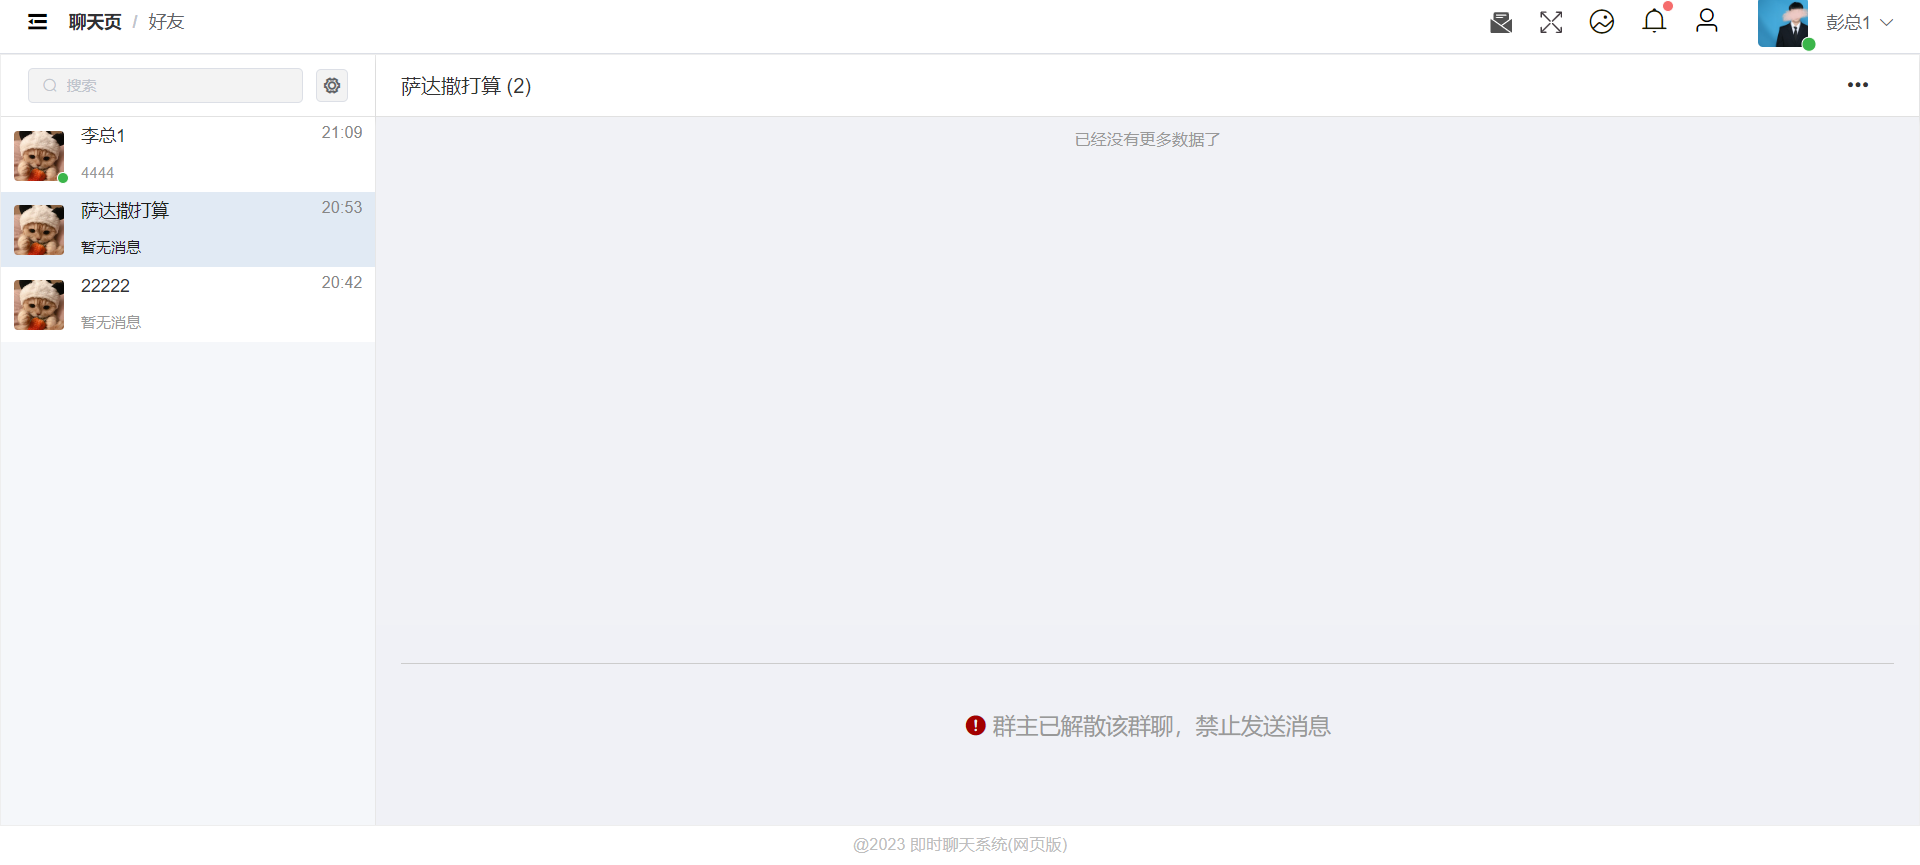 聊天页 / 好友
彭总1
搜索
萨达撒打算 (2)
李总1 21:09
4444
萨达撒打算 20:53
暂无消息
22222 20:42
暂无消息
已经没有更多数据了
群主已解散该群聊，禁止发送消息
@2023 即时聊天系统(网页版)